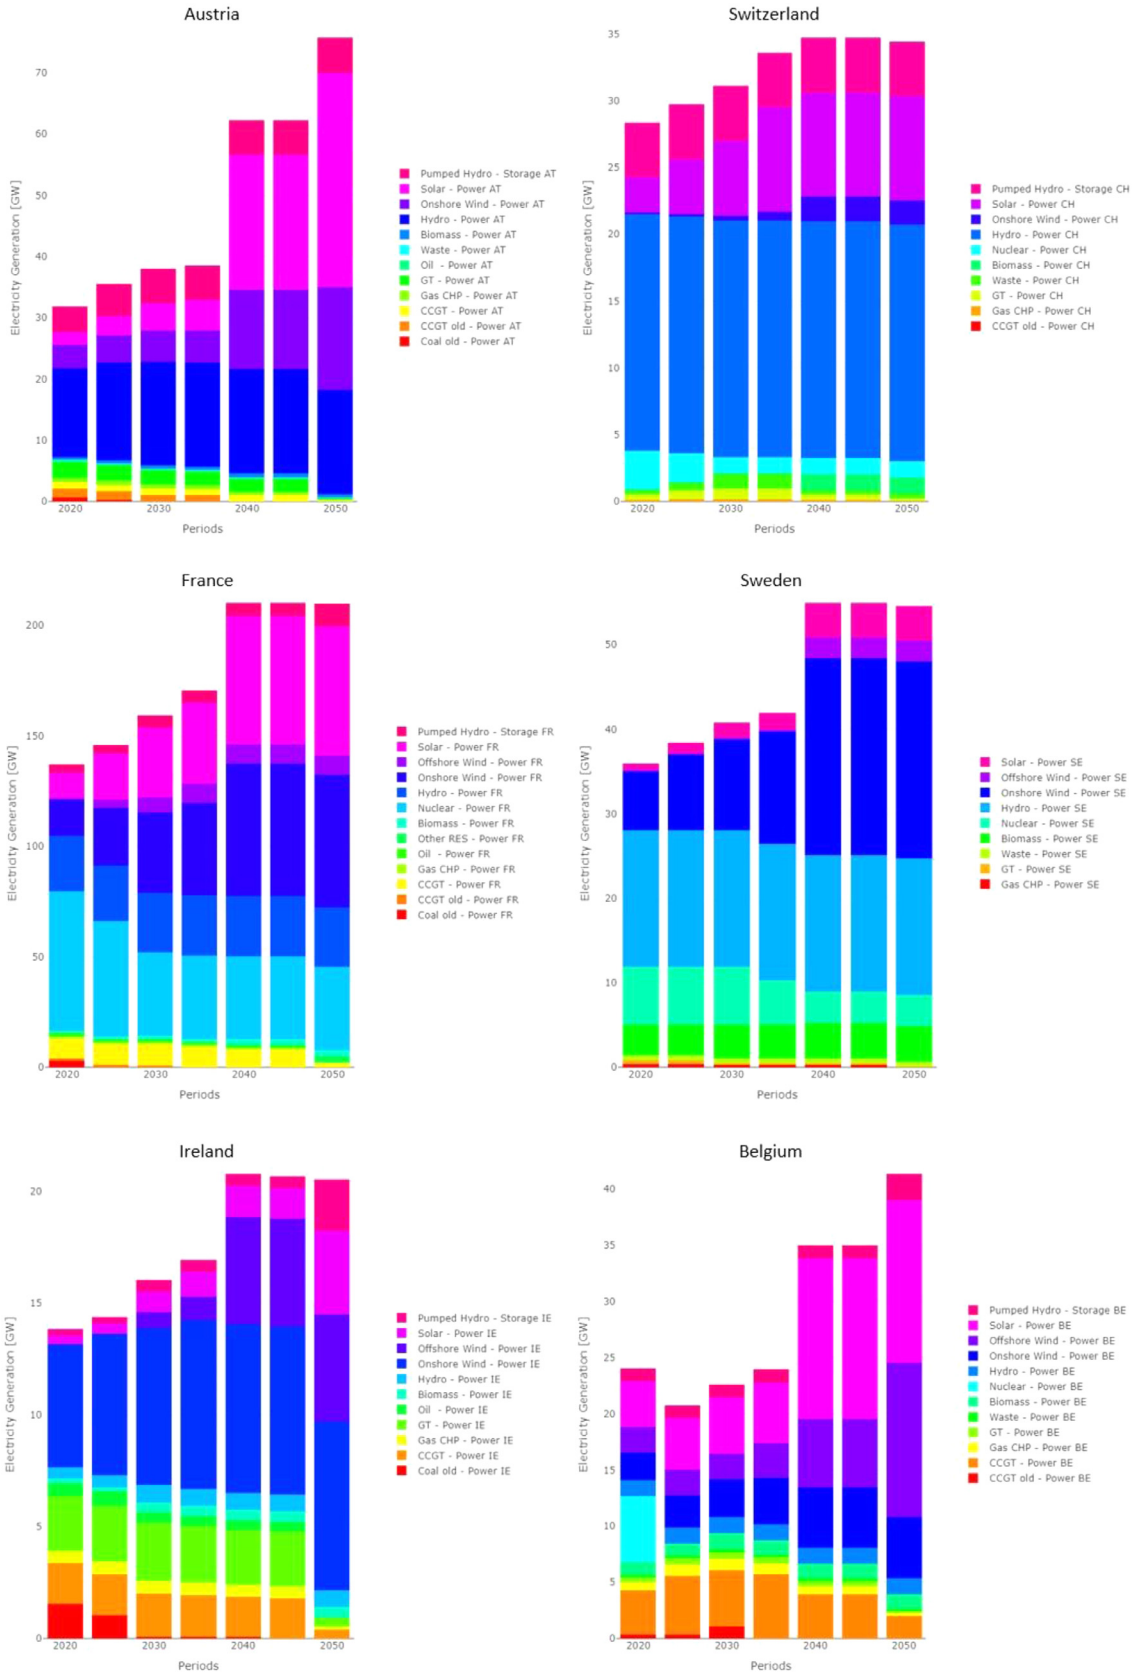 Austria
Electricity Generation [GW]
70
60
50
40
30
20
10
0
2020
2030
2040
2050
Periods
Pumped Hydro - Storage AT
Solar - Power AT
Onshore Wind - Power AT
Hydro - Power AT
Biomass - Power AT
Waste - Power AT
Oil - Power AT
GT - Power AT
Gas CHP - Power AT
CCGT - Power AT
CCGT old - Power AT
Coal old - Power AT
Switzerland
Electricity Generation [GW]
35
30
25
20
15
10
5
0
2020
2030
2040
2050
Periods
Pumped Hydro - Storage CH
Solar - Power CH
Onshore Wind - Power CH
Hydro - Power CH
Nuclear - Power CH
Biomass - Power CH
Waste - Power CH
GT - Power CH
Gas CHP - Power CH
CCGT old - Power CH
France
Electricity Generation [GW]
200
150
100
50
0
2020
2030
2040
2050
Periods
Pumped Hydro - Storage FR
Solar - Power FR
Offshore Wind - Power FR
Onshore Wind - Power FR
Hydro - Power FR
Nuclear - Power FR
Biomass - Power FR
Other RES - Power FR
Oil - Power FR
Gas CHP - Power FR
CCGT - Power FR
CCGT old - Power FR
Coal old - Power FR
Sweden
Electricity Generation [GW]
50
40
30
20
10
0
2020
2030
2040
2050
Periods
Solar - Power SE
Offshore Wind - Power SE
Onshore Wind - Power SE
Hydro - Power SE
Nuclear - Power SE
Biomass - Power SE
Waste - Power SE
GT - Power SE
Gas CHP - Power SE
Ireland
Electricity Generation [GW]
20
15
10
5
0
2020
2030
2040
2050
Periods
Pumped Hydro - Storage IE
Solar - Power IE
Offshore Wind - Power IE
Onshore Wind - Power IE
Hydro - Power IE
Biomass - Power IE
Oil - Power IE
GT - Power IE
Gas CHP - Power IE
CCGT - Power IE
Coal old - Power IE
Belgium
Electricity Generation [GW]
40
35
30
25
20
15
10
5
0
2020
2030
2040
2050
Periods
Pumped Hydro - Storage BE
Solar - Power BE
Offshore Wind - Power BE
Onshore Wind - Power BE
Hydro - Power BE
Nuclear - Power BE
Biomass - Power BE
Waste - Power BE
GT - Power BE
Gas CHP - Power BE
CCGT - Power BE
CCGT old - Power BE